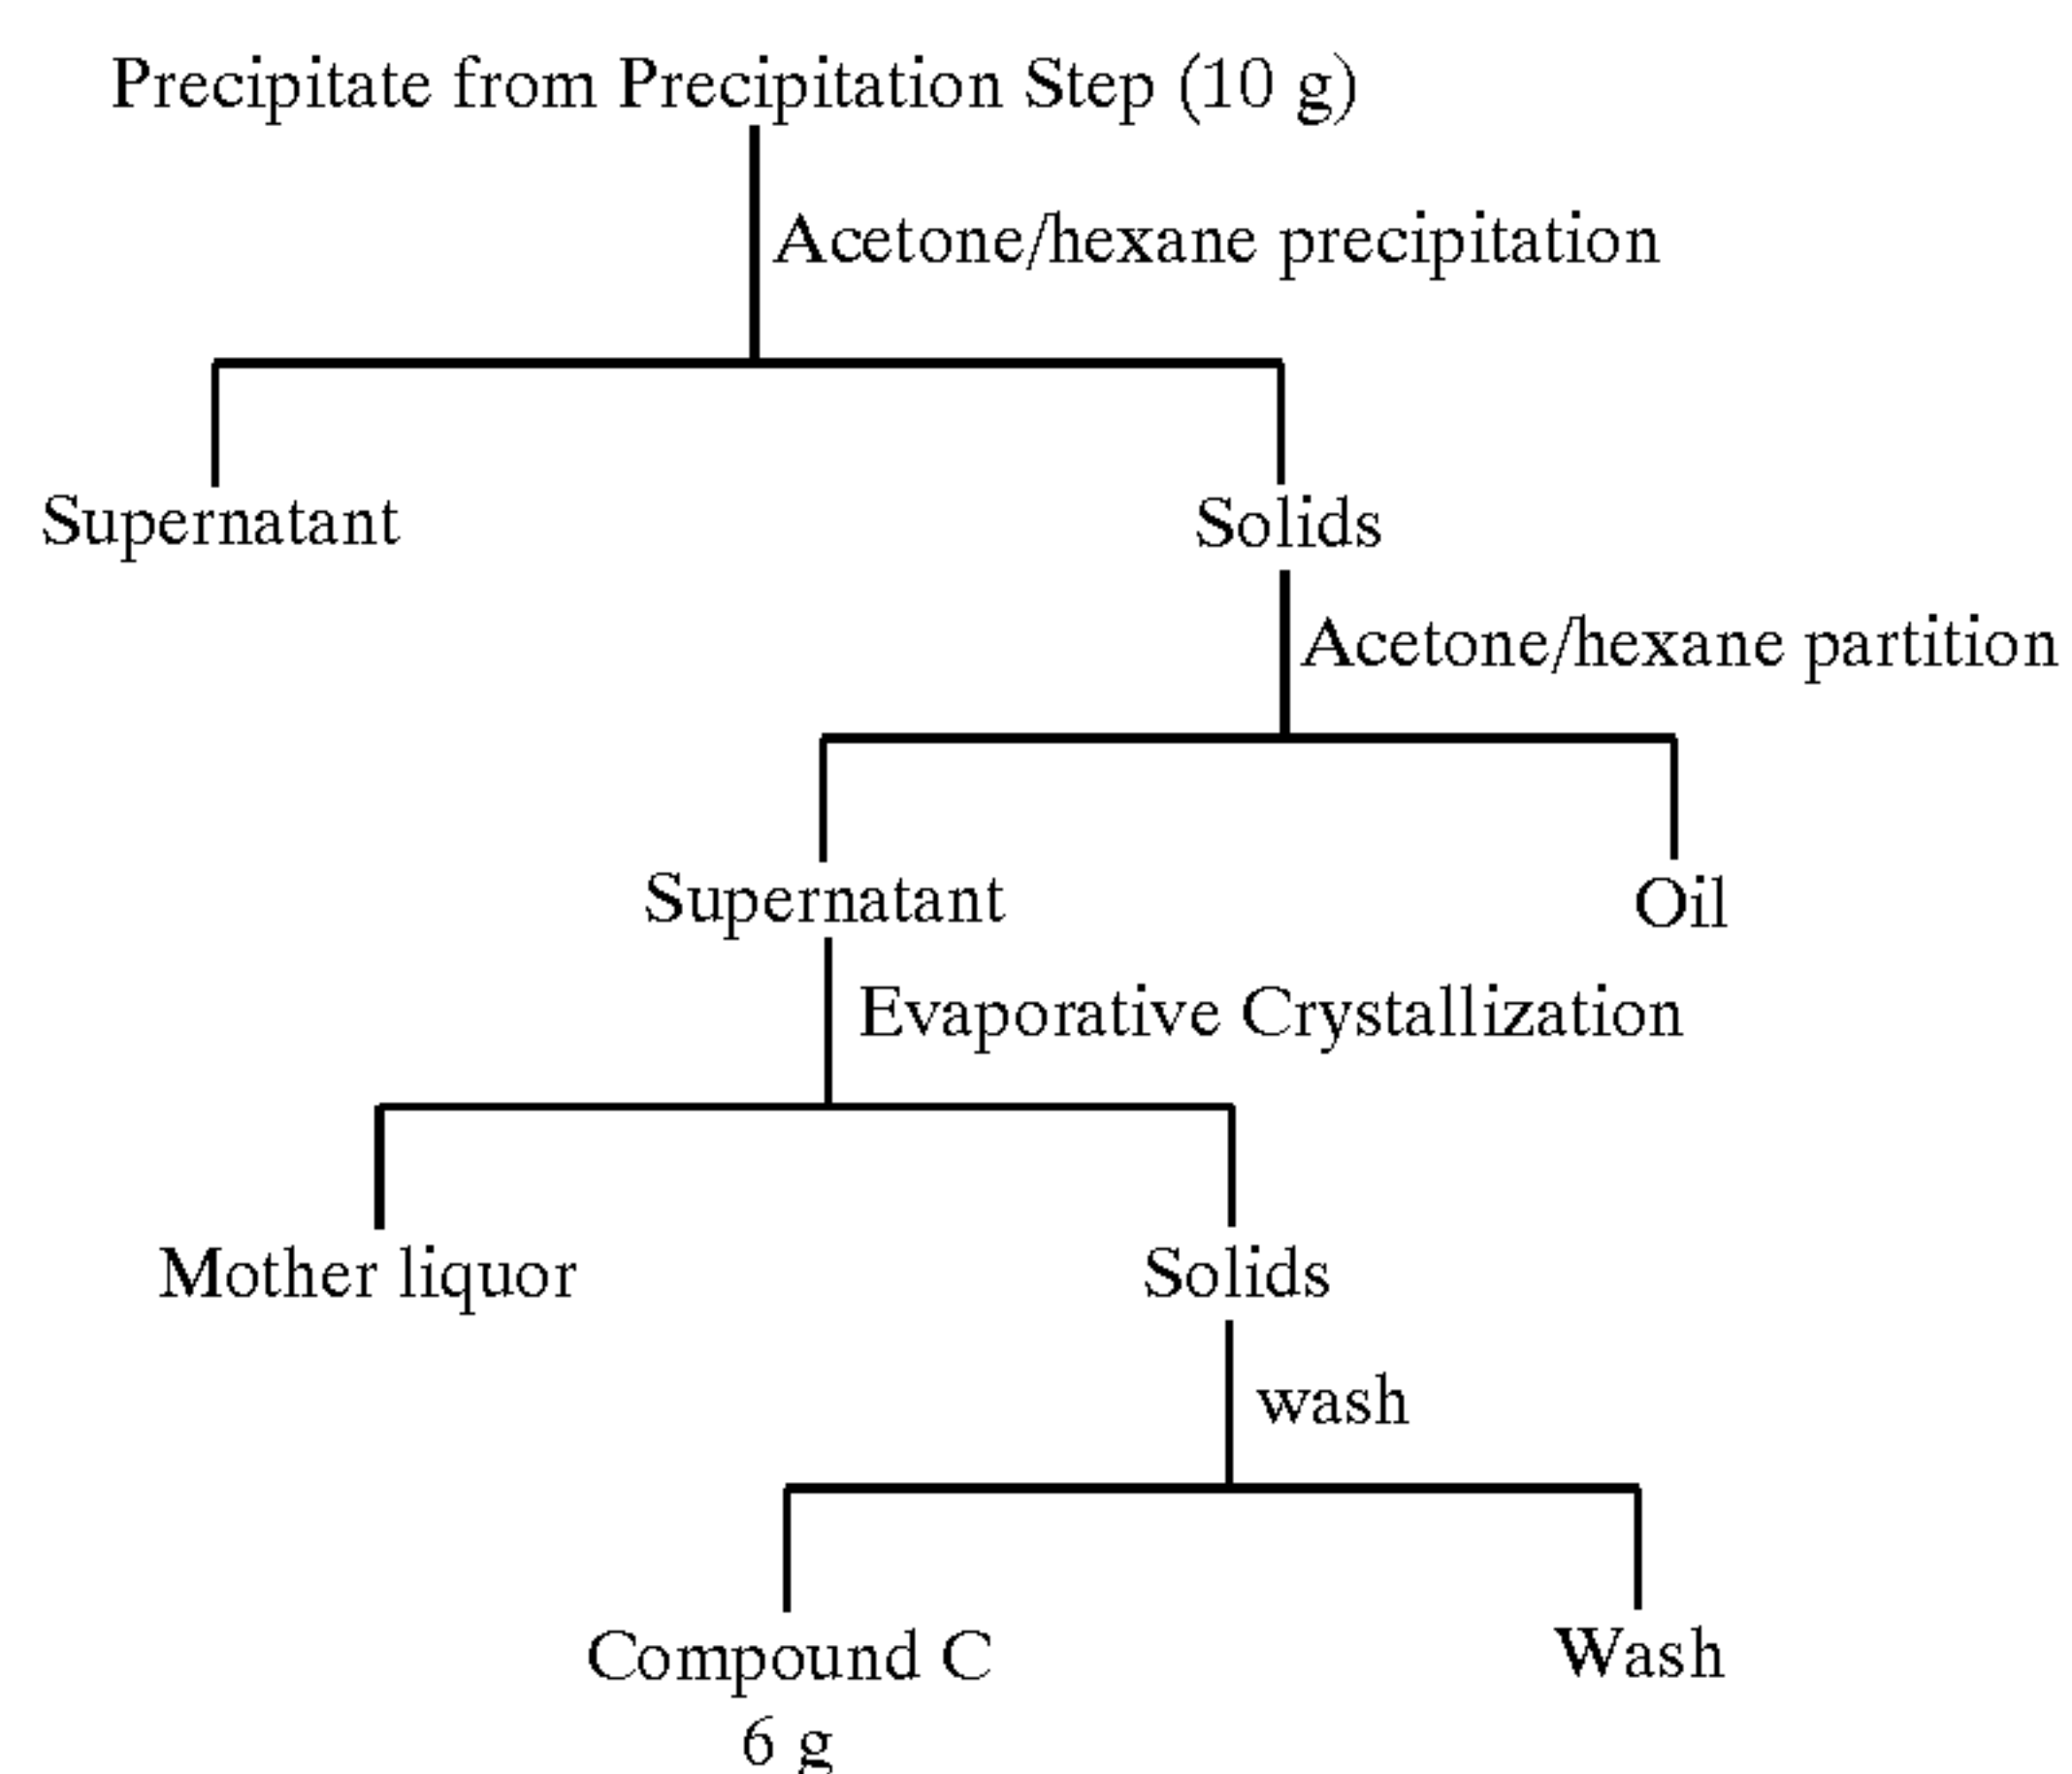 Precipitate from Precipitation Step (10 g)
Acetone/hexane precipitation
Supernatant
Solids
Acetone/hexane partition
Supernatant
Oil
Evaporative Crystallization
Mother liquor
Solids
wash
Compound C
6 g
Wash